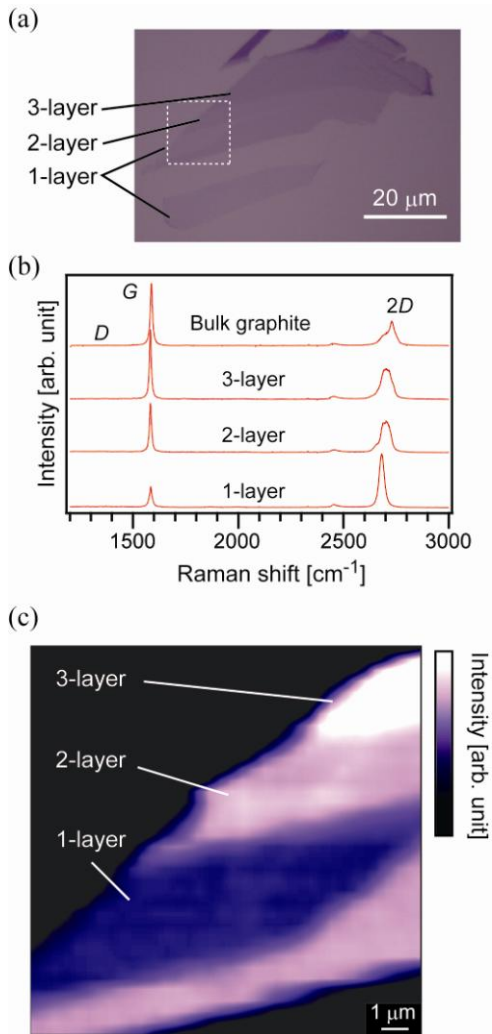 (a)
3-layer
2-layer
1-layer
20 μm
(b)
G
2D
D
Bulk graphite
3-layer
2-layer
1-layer
Intensity [arb. unit]
1500
2000
2500
3000
Raman shift [cm⁻¹]
(c)
3-layer
2-layer
1-layer
Intensity [arb. unit]
1 μm